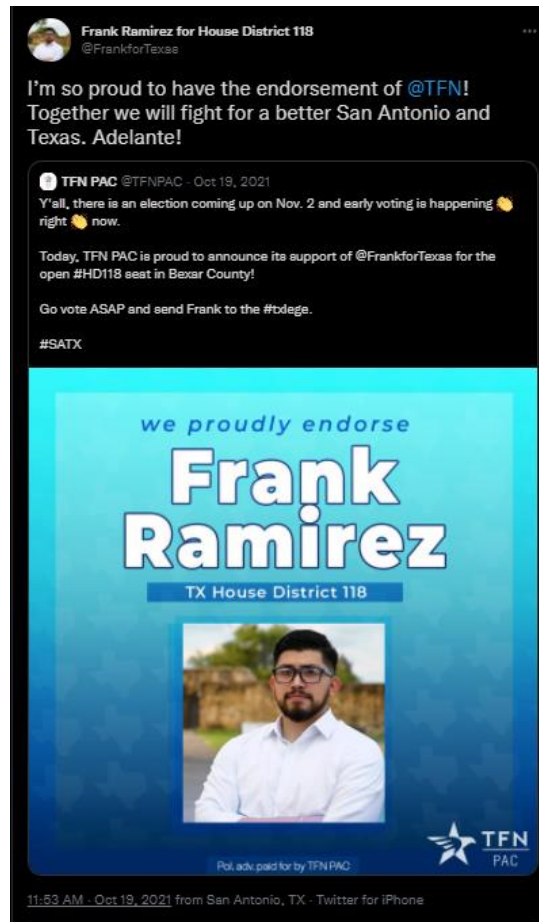 Frank Ramirez for House District 118
@FrankforTexas
I'm so proud to have the endorsement of @TFN!
Together we will fight for a better San Antonio and
Texas. Adelante!
TFN PAC @TFNPAC · Oct 19, 2021
Y'all, there is an election coming up on Nov. 2 and early voting is happening 👏
right 👏 now.
Today, TFN PAC is proud to announce its support of @FrankforTexas for the
open #HD118 seat in Bexar County!
Go vote ASAP and send Frank to the #txlege.
#SATX
we proudly endorse
Frank
Ramirez
TX House District 118
TFN
PAC
Pol. adv. paid for by TFN PAC
11:53 AM · Oct 19, 2021 from San Antonio, TX · Twitter for iPhone